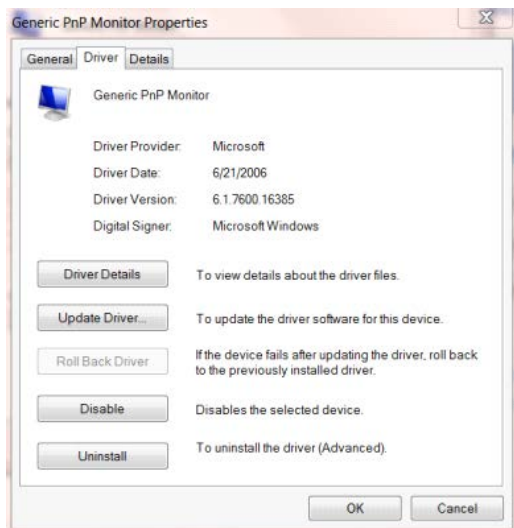 Generic PnP Monitor Properties
General Driver Details
Generic PnP Monitor
Driver Provider: Microsoft
Driver Date: 6/21/2006
Driver Version: 6.1.7600.16385
Digital Signer: Microsoft Windows
Driver Details To view details about the driver files.
Update Driver... To update the driver software for this device.
Roll Back Driver If the device fails after updating the driver, roll back
to the previously installed driver.
Disable Disables the selected device.
Uninstall To uninstall the driver (Advanced).
OK Cancel